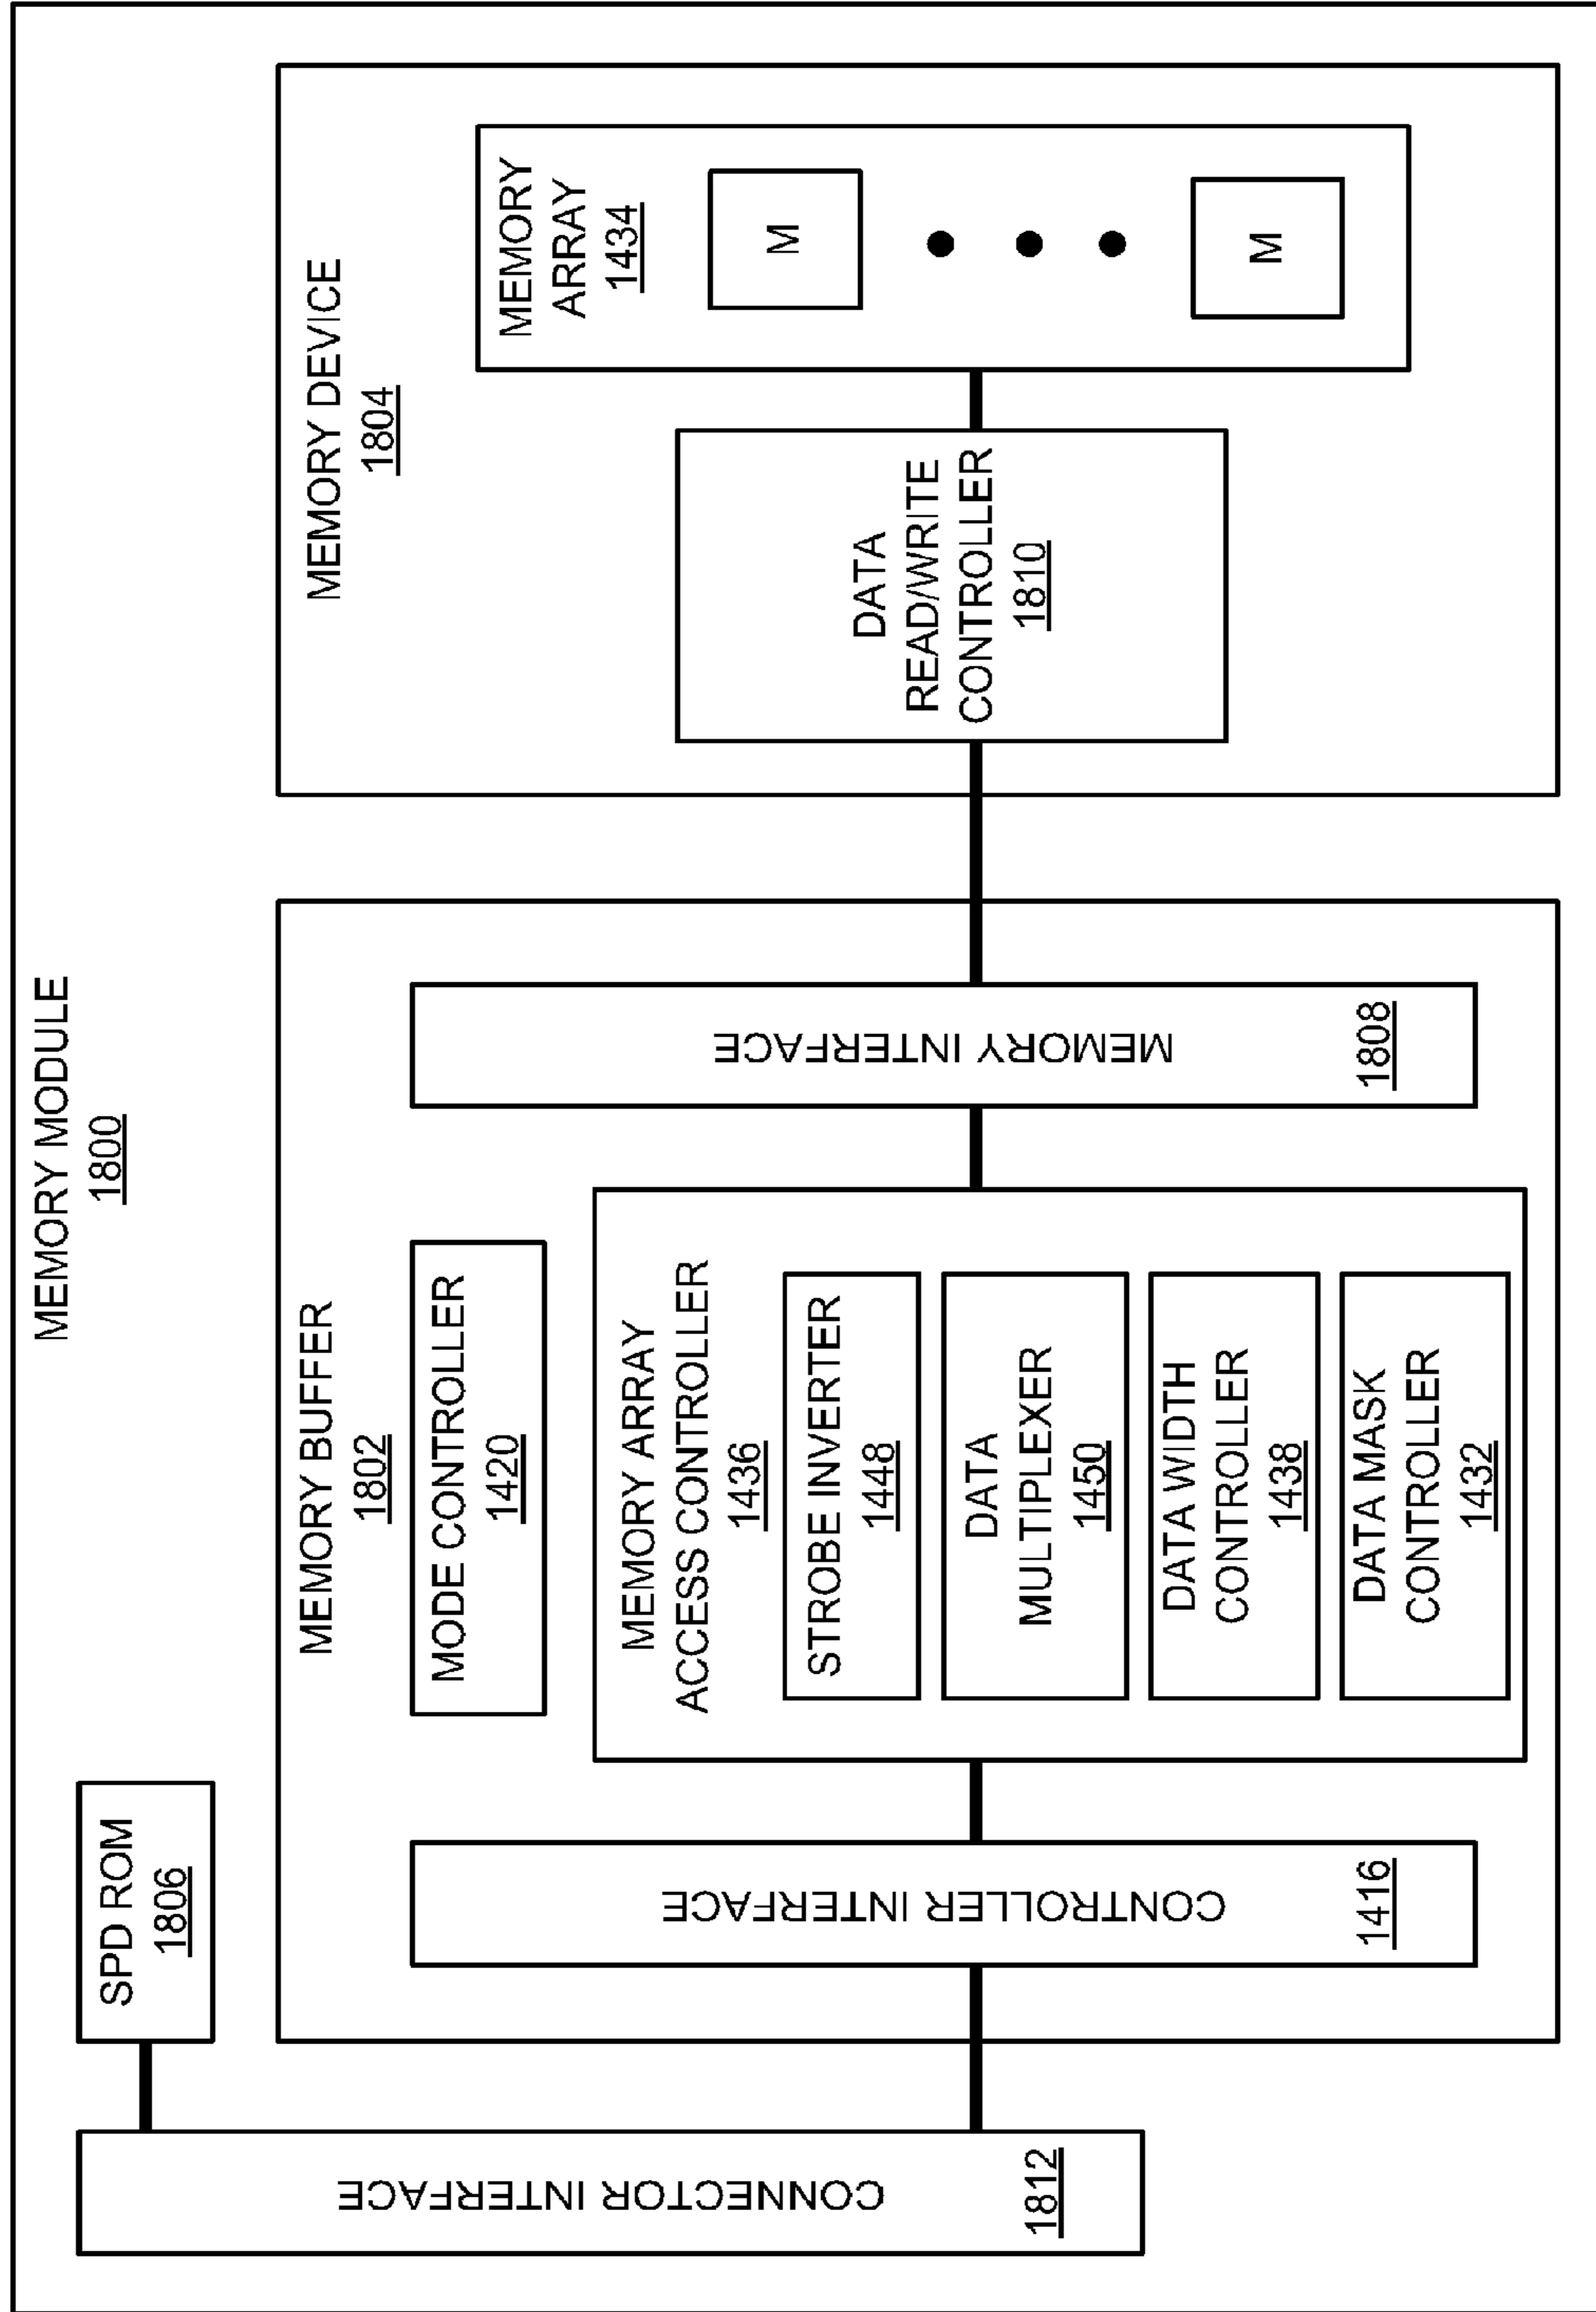 MEMORY MODULE
1800
SPD ROM
1806
CONNECTOR INTERFACE
1812
MEMORY BUFFER
1802
CONTROLLER INTERFACE
1416
MODE CONTROLLER
1420
MEMORY ARRAY
ACCESS CONTROLLER
1436
STROBE INVERTER
1448
DATA
MULTIPLEXER
1450
DATA WIDTH
CONTROLLER
1438
DATA MASK
CONTROLLER
1432
MEMORY INTERFACE
1808
MEMORY DEVICE
1804
DATA
READ/WRITE
CONTROLLER
1810
MEMORY
ARRAY
1434
M
M